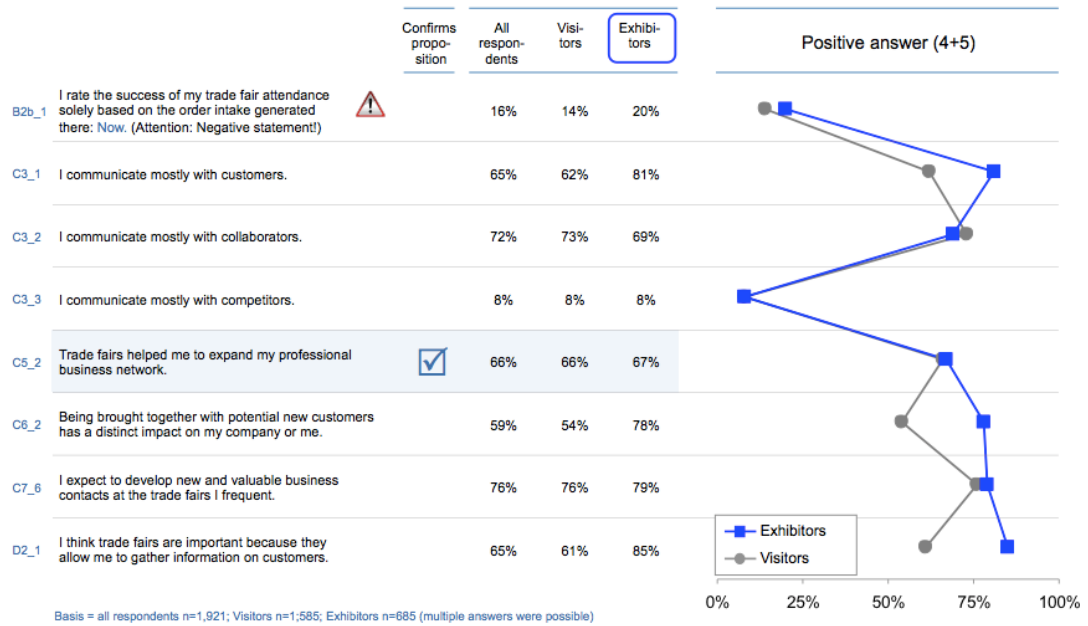 Confirms
propo-
sition
All
respon-
dents
Visi-
tors
Exhibi-
tors
Positive answer (4+5)
B2b_1
I rate the success of my trade fair attendance
solely based on the order intake generated
there: Now. (Attention: Negative statement!)
!
16% 14% 20%
C3_1 I communicate mostly with customers. 65% 62% 81%
C3_2 I communicate mostly with collaborators. 72% 73% 69%
C3_3 I communicate mostly with competitors. 8% 8% 8%
C5_2
Trade fairs helped me to expand my professional
business network.
66% 66% 67%
C6_2
Being brought together with potential new customers
has a distinct impact on my company or me.
59% 54% 78%
C7_6
I expect to develop new and valuable business
contacts at the trade fairs I frequent.
76% 76% 79%
D2_1
I think trade fairs are important because they
allow me to gather information on customers.
65% 61% 85%
Exhibitors
Visitors
0% 25% 50% 75% 100%
Basis = all respondents n=1,921; Visitors n=1;585; Exhibitors n=685 (multiple answers were possible)